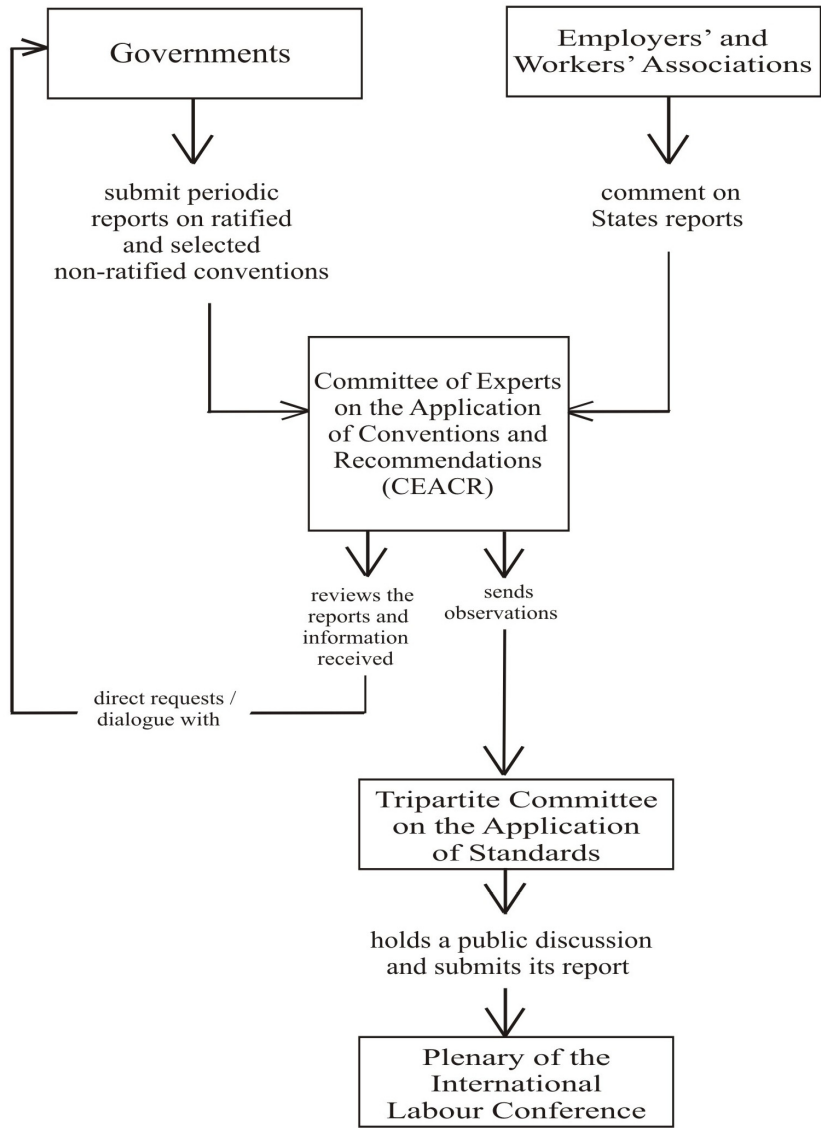 Governments
Employers' and
Workers' Associations
submit periodic
reports on ratified
and selected
non-ratified conventions
comment on
States reports
Committee of Experts
on the Application
of Conventions and
Recommendations
(CEACR)
reviews the
reports and
information
received
sends
observations
direct requests /
dialogue with
Tripartite Committee
on the Application
of Standards
holds a public discussion
and submits its report
Plenary of the
International
Labour Conference